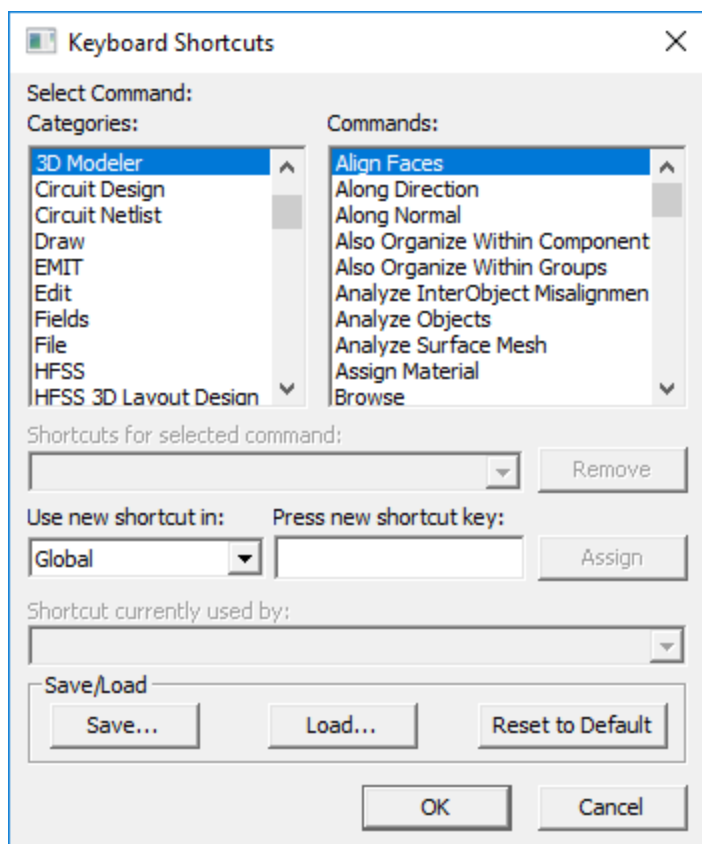 Keyboard Shortcuts
Select Command:
Categories:
Commands:
3D Modeler
Circuit Design
Circuit Netlist
Draw
EMIT
Edit
Fields
File
HFSS
HFSS 3D Layout Design
Align Faces
Along Direction
Along Normal
Also Organize Within Component
Also Organize Within Groups
Analyze InterObject Misalignmen
Analyze Objects
Analyze Surface Mesh
Assign Material
Browse
Shortcuts for selected command:
Remove
Use new shortcut in:
Press new shortcut key:
Global
Assign
Shortcut currently used by:
Save/Load
Save...
Load...
Reset to Default
OK
Cancel